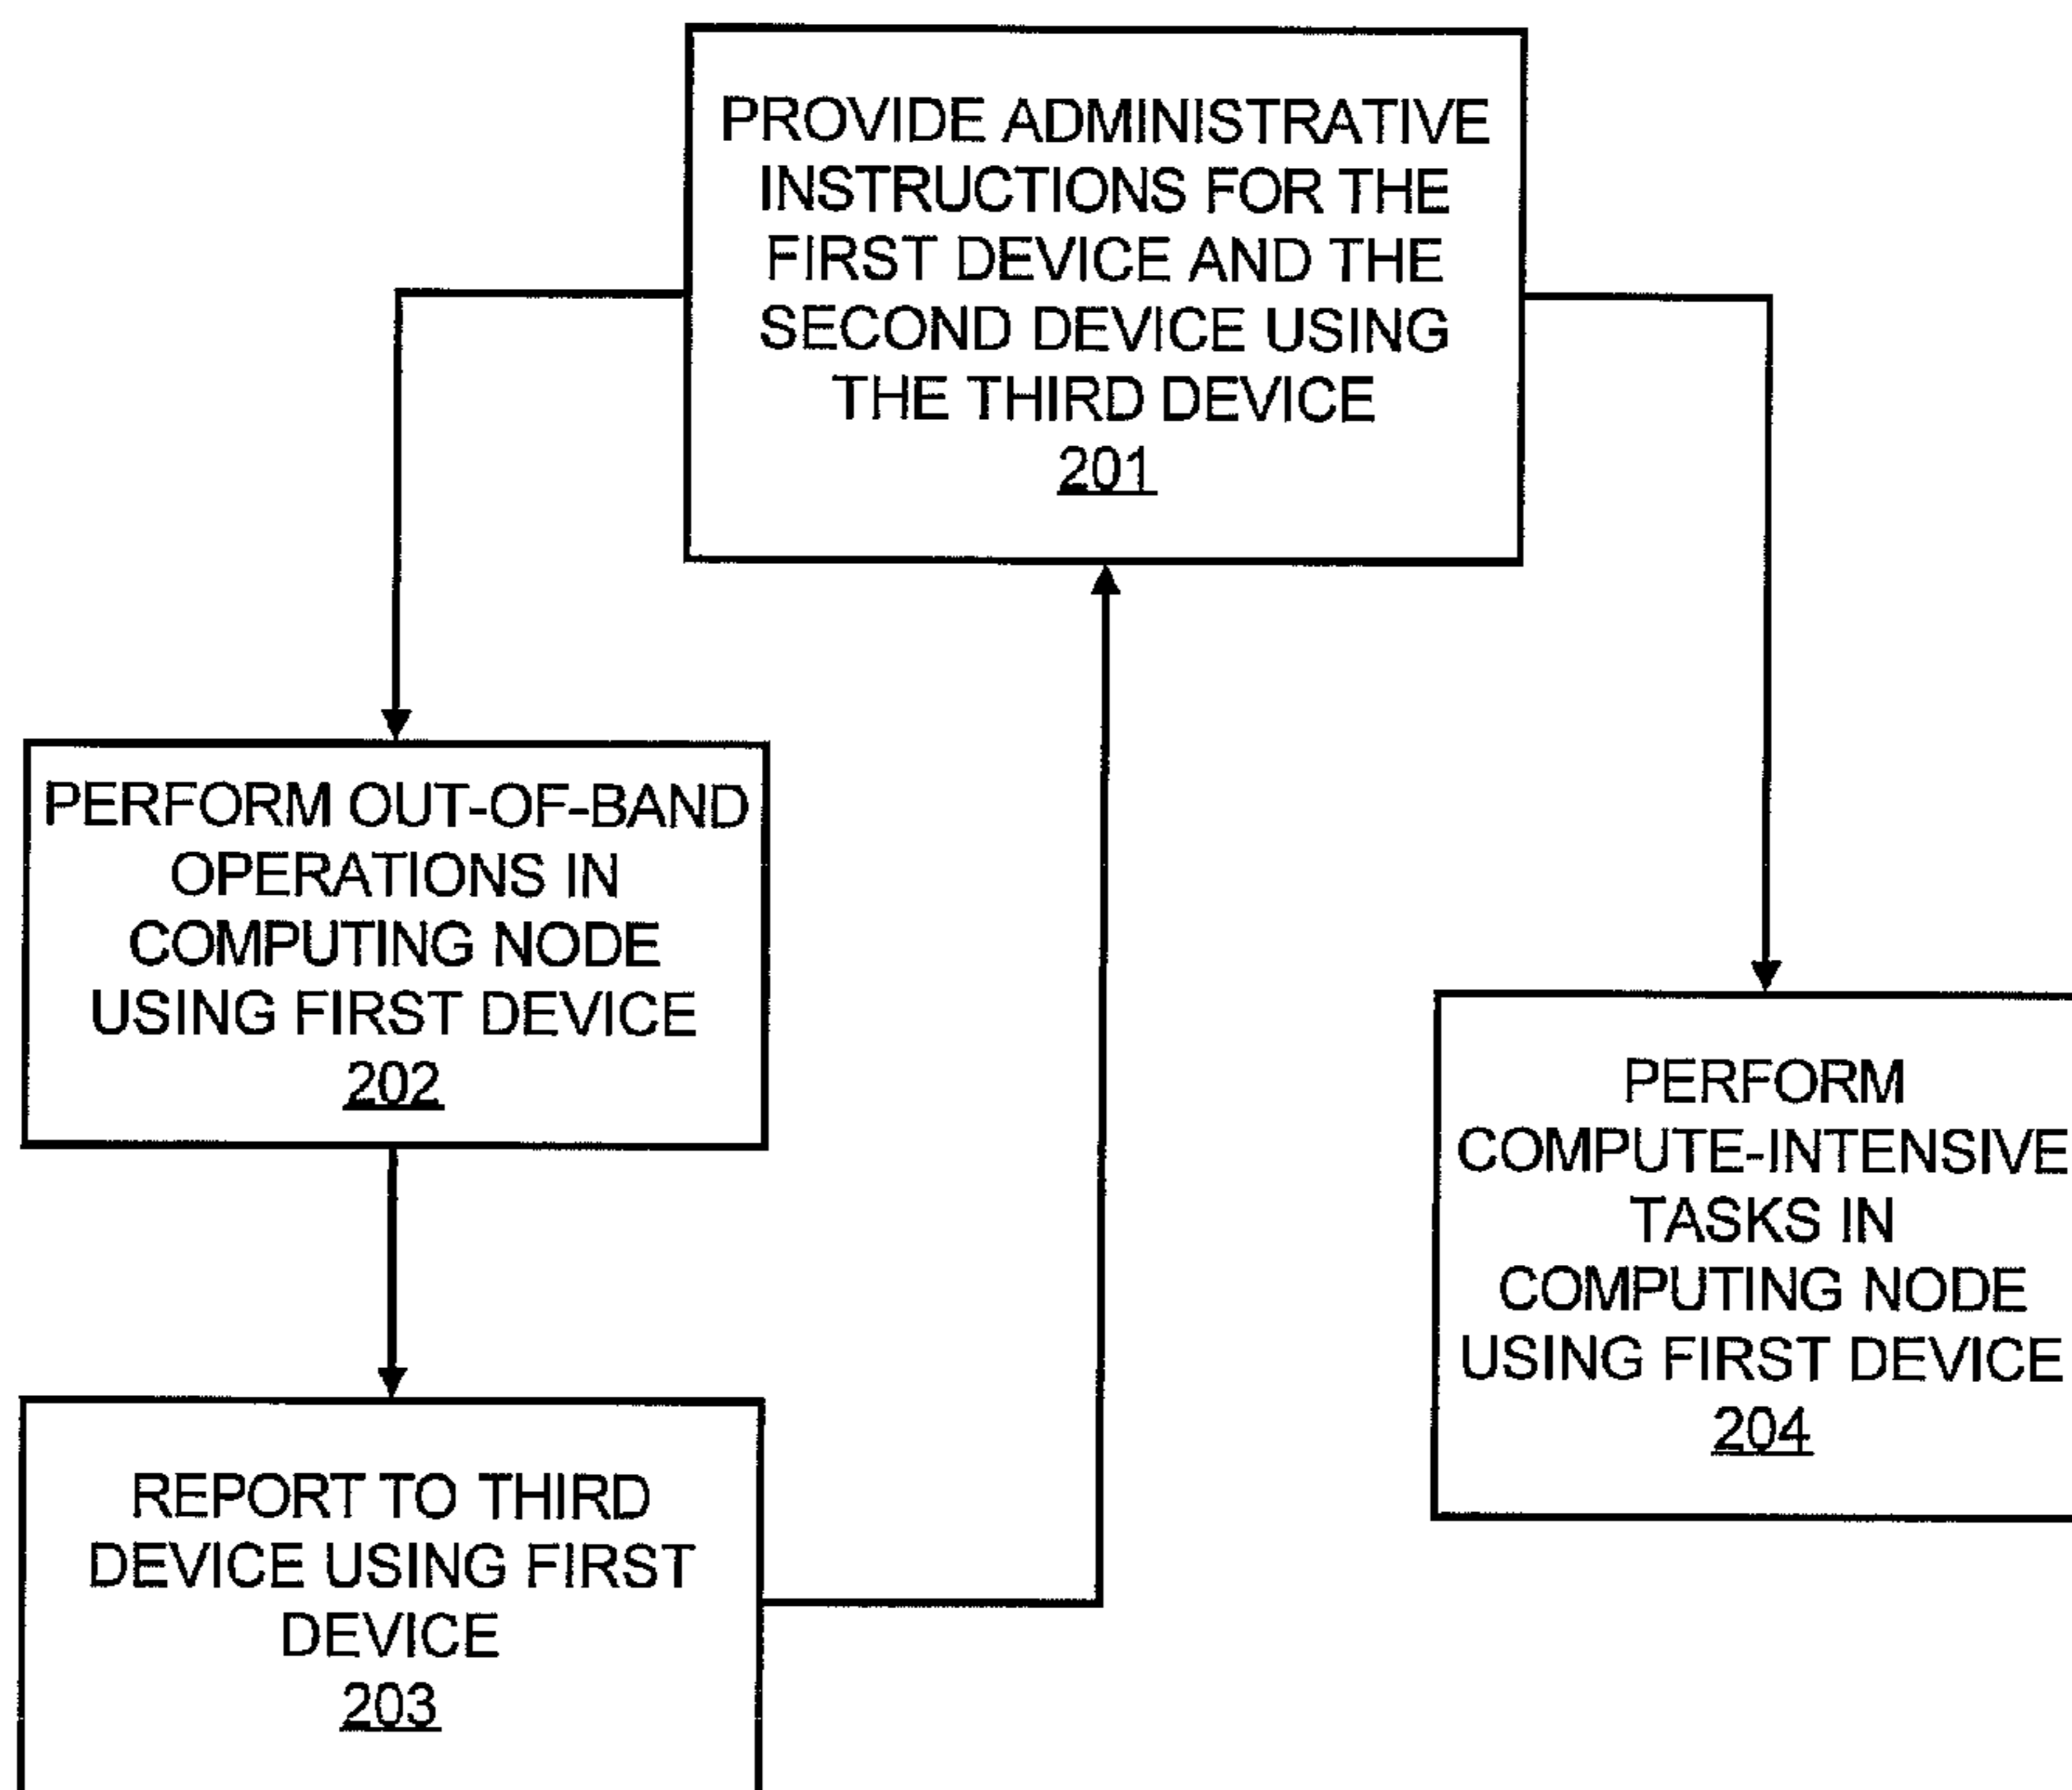 PROVIDE ADMINISTRATIVE
INSTRUCTIONS FOR THE
FIRST DEVICE AND THE
SECOND DEVICE USING
THE THIRD DEVICE
201
PERFORM OUT-OF-BAND
OPERATIONS IN
COMPUTING NODE
USING FIRST DEVICE
202
PERFORM
COMPUTE-INTENSIVE
TASKS IN
COMPUTING NODE
USING FIRST DEVICE
204
REPORT TO THIRD
DEVICE USING FIRST
DEVICE
203